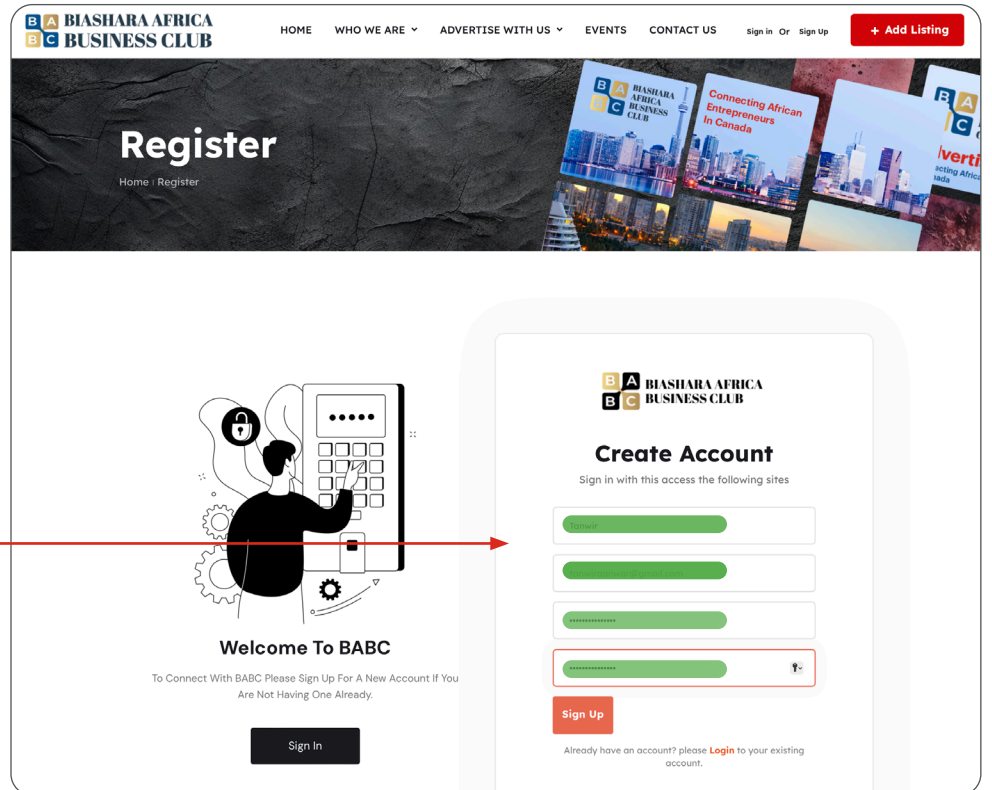 B A BIASHARA AFRICA
B C BUSINESS CLUB
HOME WHO WE ARE ADVERTISE WITH US EVENTS CONTACT US Sign in Or Sign Up + Add Listing
B A BIASHARA
AFRICA
B C BUSINESS
CLUB
Connecting African
Entrepreneurs
In Canada
B A
C
Register
Home | Register
B A BIASHARA AFRICA
B C BUSINESS CLUB
Create Account
Sign in with this access the following sites
Tanwir
Welcome To BABC
To Connect With BABC Please Sign Up For A New Account If You
Are Not Having One Already.
Sign In
Sign Up
Already have an account? please Login to your existing
account.